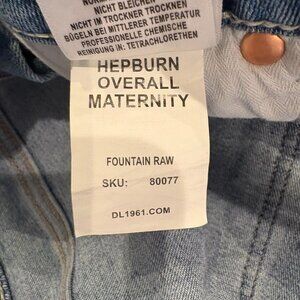 NICHT BLEICHEN
NICHT IM TROCKNER TROCKNEN
BÜGELN BEI MITTLERER TEMPERATUR
PROFESSIONELLE CHEMISCHE
REINIGUNG IN: TETRACHLORETHEN
HEPBURN
OVERALL
MATERNITY
FOUNTAIN RAW
SKU: 80077
DL1961.COM